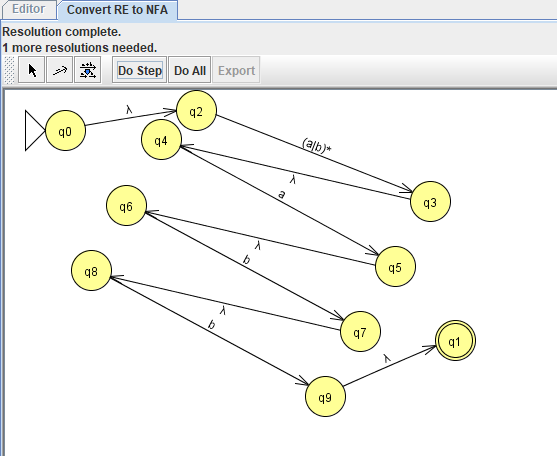 Editor
Convert RE to NFA
Resolution complete.
1 more resolutions needed.
Do Step
Do All
Export
q0
λ
q2
q4
(a|b)*
λ
q3
a
q6
λ
b
q5
q8
λ
b
q7
q1
λ
q9